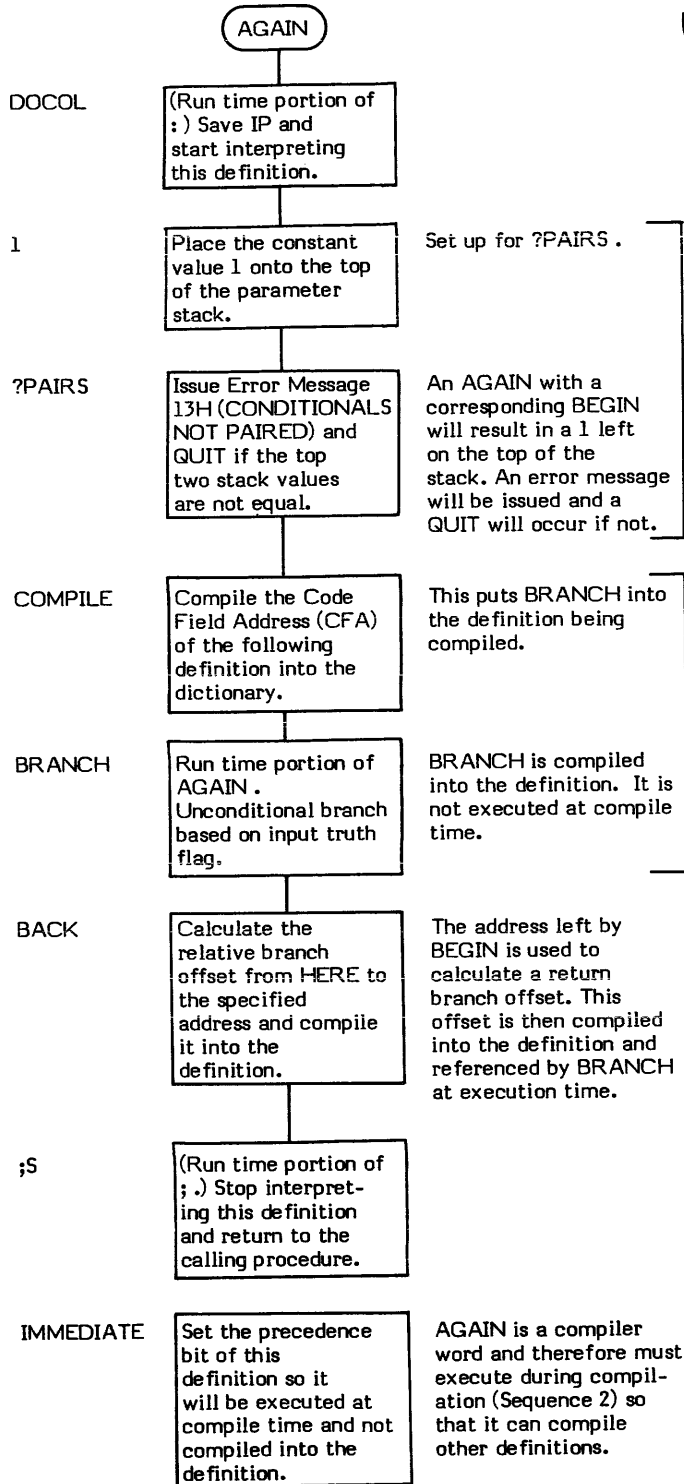 AGAIN
DOCOL
(Run time portion of
: ) Save IP and
start interpreting
this definition.
1
Place the constant
value 1 onto the top
of the parameter
stack.
Set up for ?PAIRS .
?PAIRS
Issue Error Message
13H (CONDITIONALS
NOT PAIRED) and
QUIT if the top
two stack values
are not equal.
An AGAIN with a
corresponding BEGIN
will result in a 1 left
on the top of the
stack. An error message
will be issued and a
QUIT will occur if not.
COMPILE
Compile the Code
Field Address (CFA)
of the following
definition into the
dictionary.
This puts BRANCH into
the definition being
compiled.
BRANCH
Run time portion of
AGAIN .
Unconditional branch
based on input truth
flag.
BRANCH is compiled
into the definition. It is
not executed at compile
time.
BACK
Calculate the
relative branch
offset from HERE to
the specified
address and compile
it into the
definition.
The address left by
BEGIN is used to
calculate a return
branch offset. This
offset is then compiled
into the definition and
referenced by BRANCH
at execution time.
;S
(Run time portion of
; .) Stop interpret-
ing this definition
and return to the
calling procedure.
IMMEDIATE
Set the precedence
bit of this
definition so it
will be executed at
compile time and not
compiled into the
definition.
AGAIN is a compiler
word and therefore must
execute during compil-
ation (Sequence 2) so
that it can compile
other definitions.